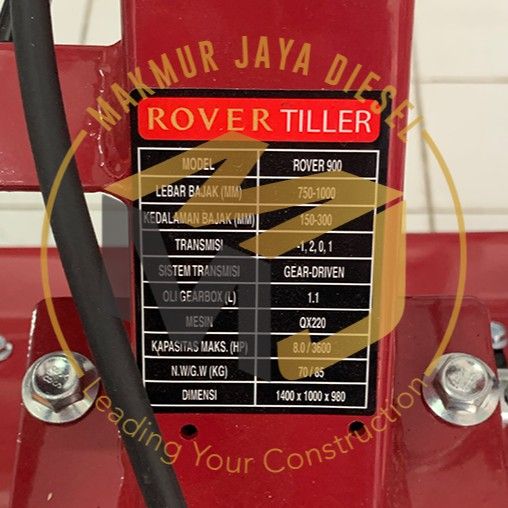 MAKMUR JAYA DIESEL
ROVER TILLER
MODEL ROVER 900
LEBAR BAJAK (MM) 750-1000
KEDALAMAN BAJAK (MM) 150-300
TRANSMISI -1, 2, 0, 1
SISTEM TRANSMISI GEAR-DRIVEN
OLI GEARBOX (L) 1.1
MESIN QX220
KAPASITAS MAKS. (HP) 8.0 / 3600
N.W/G.W (KG) 70 / 85
DIMENSI 1400 x 1000 x 980
Leading Your Construction